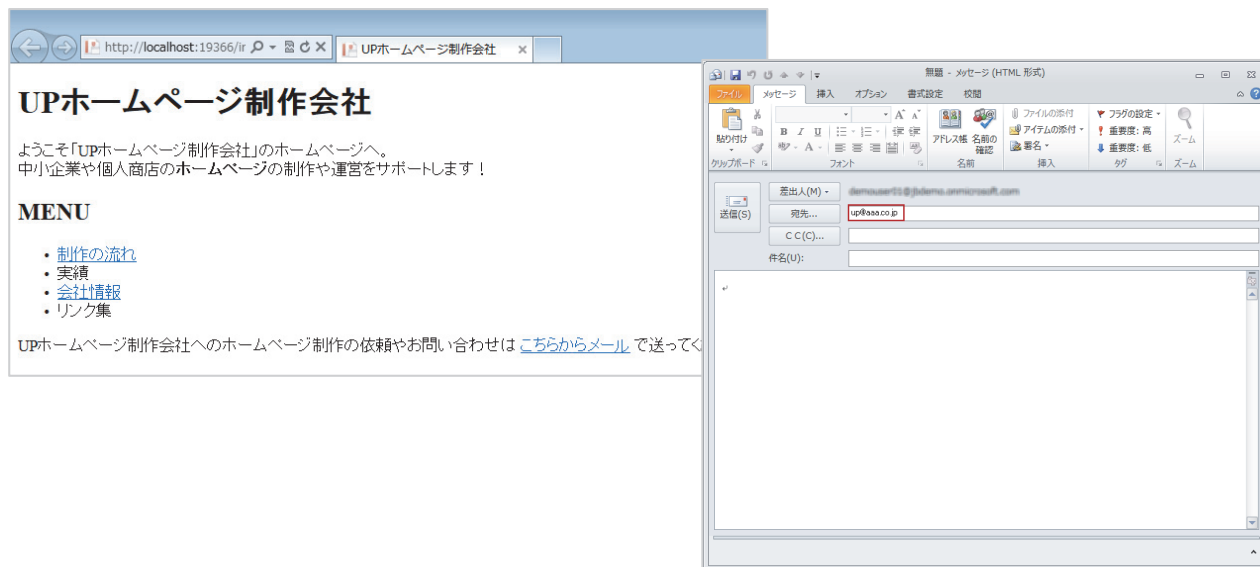 http://localhost:19366/ir
UPホームページ制作会社
UPホームページ制作会社
ようこそ「UPホームページ制作会社」のホームページへ。
中小企業や個人商店のホームページの制作や運営をサポートします！
MENU
• 制作の流れ
• 実績
• 会社情報
• リンク集
UPホームページ制作会社へのホームページ制作の依頼やお問い合わせは こちらからメール で送ってく
無題 - メッセージ (HTML 形式)
ファイル メッセージ 挿入 オプション 書式設定 校閲
貼り付け
クリップボード
B I U
A
フォント
アドレス帳 名前の確認
名前
ファイルの添付
アイテムの添付
署名
挿入
フラグの設定
重要度: 高
重要度: 低
タグ
ズーム
ズーム
送信(S)
差出人(M) demouser01@jbdemo.onmicrosoft.com
宛先... up@aaa.co.jp
C C(C)...
件名(U):